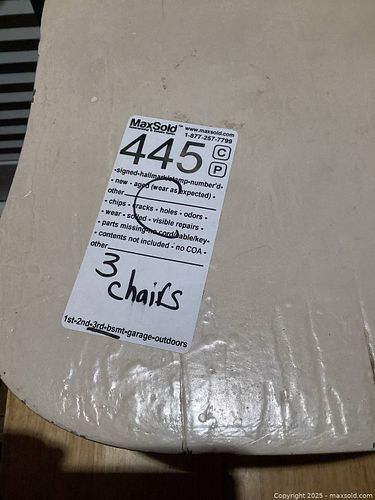 MaxSold™ www.maxsold.com
1-877-257-7799
445 C
P
-signed-hallmark/stamp-number'd-
- new - aged (wear as expected) -
other
- chips - cracks - holes - odors -
- wear - soiled - visible repairs -
- parts missing-no cord/cable/key-
- contents not included - no COA -
other
3
chairs
1st-2nd-3rd-bsmt-garage-outdoors
Copyright 2025 - maxsold.com